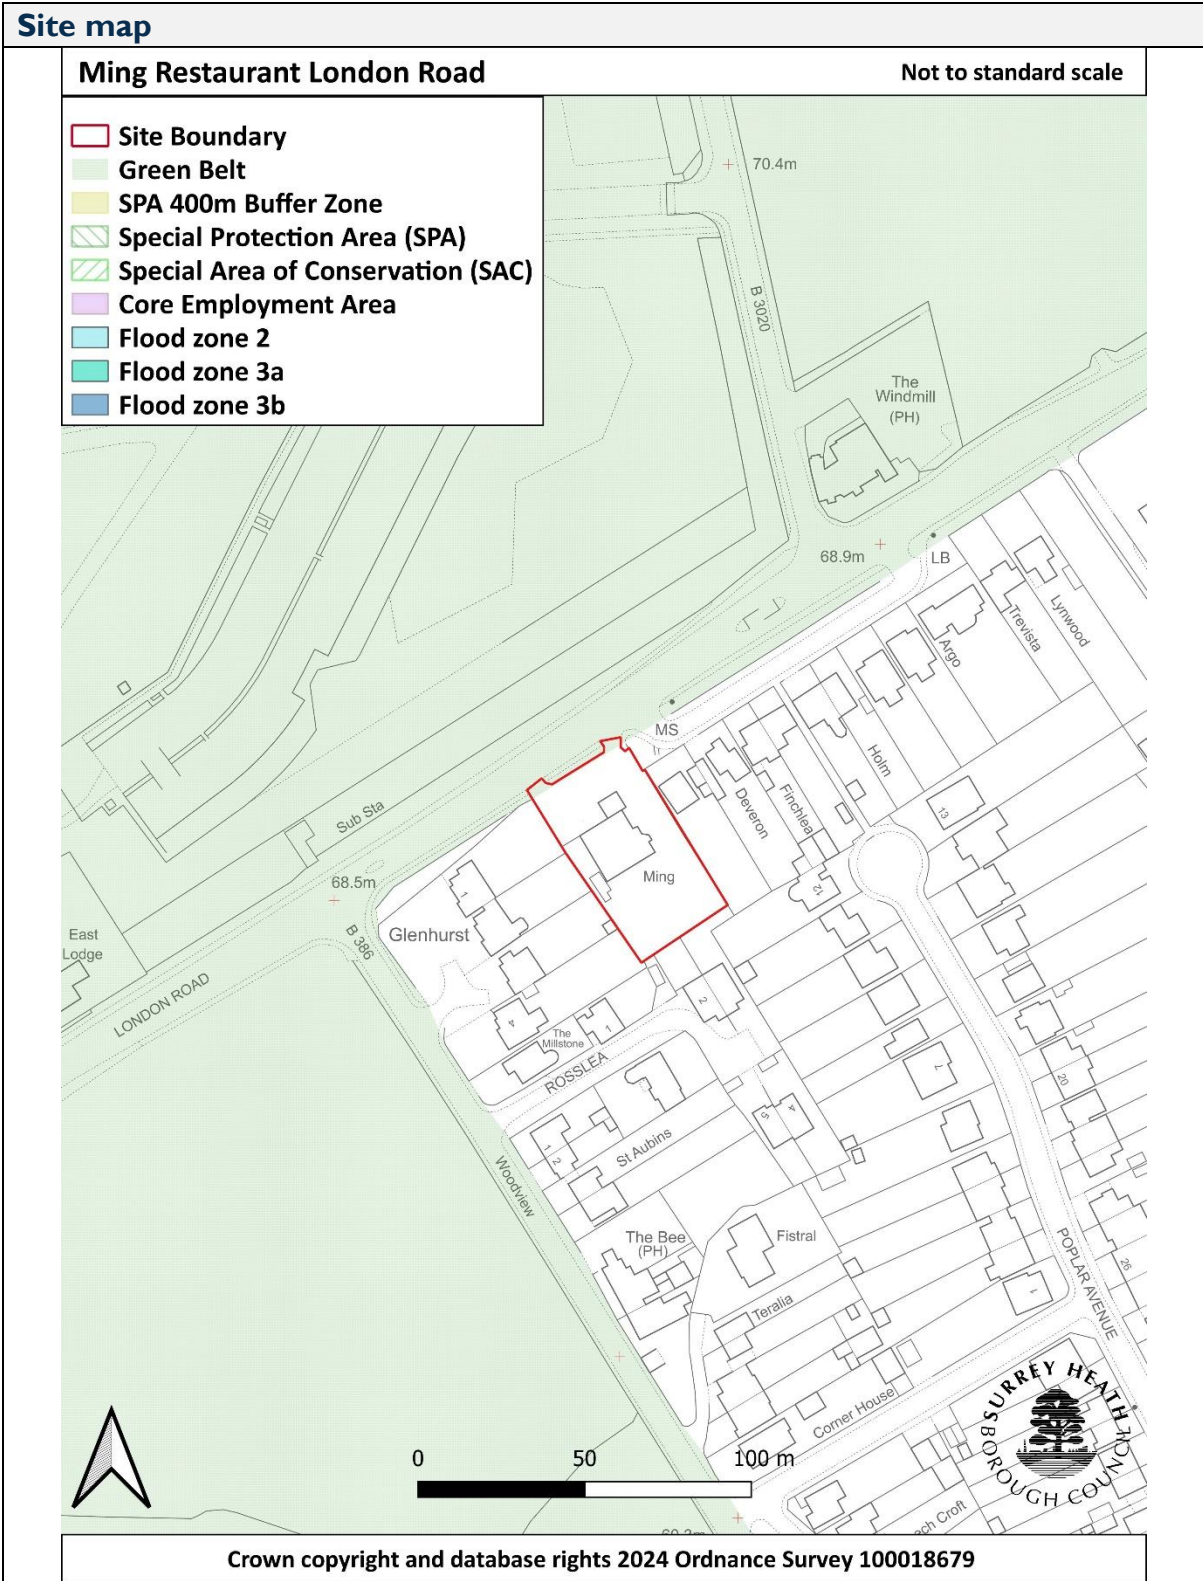 Site map
Ming Restaurant London Road
Not to standard scale
Site Boundary
Green Belt
SPA 400m Buffer Zone
Special Protection Area (SPA)
Special Area of Conservation (SAC)
Core Employment Area
Flood zone 2
Flood zone 3a
Flood zone 3b
70.4m
B 3020
The
Windmill
(PH)
68.9m
LB
Lynwood
Trevista
Argo
MS
Holm
Deveron
Finchlea
13
Sub Sta
Ming
12
68.5m
1
East
Lodge
Glenhurst
B 386
LONDON ROAD
2
4
The
Millstone
1
ROSSLEA
7
20
5
4
1
2
St Aubins
Woodview
The Bee
(PH)
Fistral
POPLAR AVENUE
26
Teralia
1
Corner House
SURREY HEATH
BOROUGH COUNCIL
0
50
100 m
ech Croft
Crown copyright and database rights 2024 Ordnance Survey 100018679